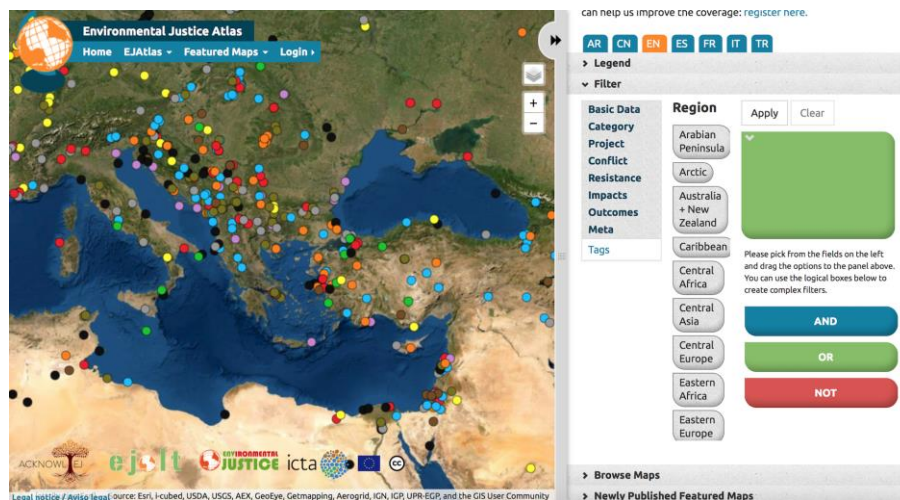 Environmental Justice Atlas
Home EJAtlas Featured Maps Login
+
−
ACKNOWL EJ
ejolt
ENVIRONMENTAL
JUSTICE
icta
cc
Legal notice / Aviso legal ource: Esri, i-cubed, USDA, USGS, AEX, GeoEye, Getmapping, Aerogrid, IGN, IGP, UPR-EGP, and the GIS User Community
can help us improve the coverage: register here.
AR CN EN ES FR IT TR
Legend
Filter
Basic Data
Category
Project
Conflict
Resistance
Impacts
Outcomes
Meta
Tags
Region
Arabian
Peninsula
Arctic
Australia
+ New
Zealand
Caribbean
Central
Africa
Central
Asia
Central
Europe
Eastern
Africa
Eastern
Europe
Apply Clear
Please pick from the fields on the left
and drag the options to the panel above.
You can use the logical boxes below to
create complex filters.
AND
OR
NOT
Browse Maps
Newly Published Featured Maps